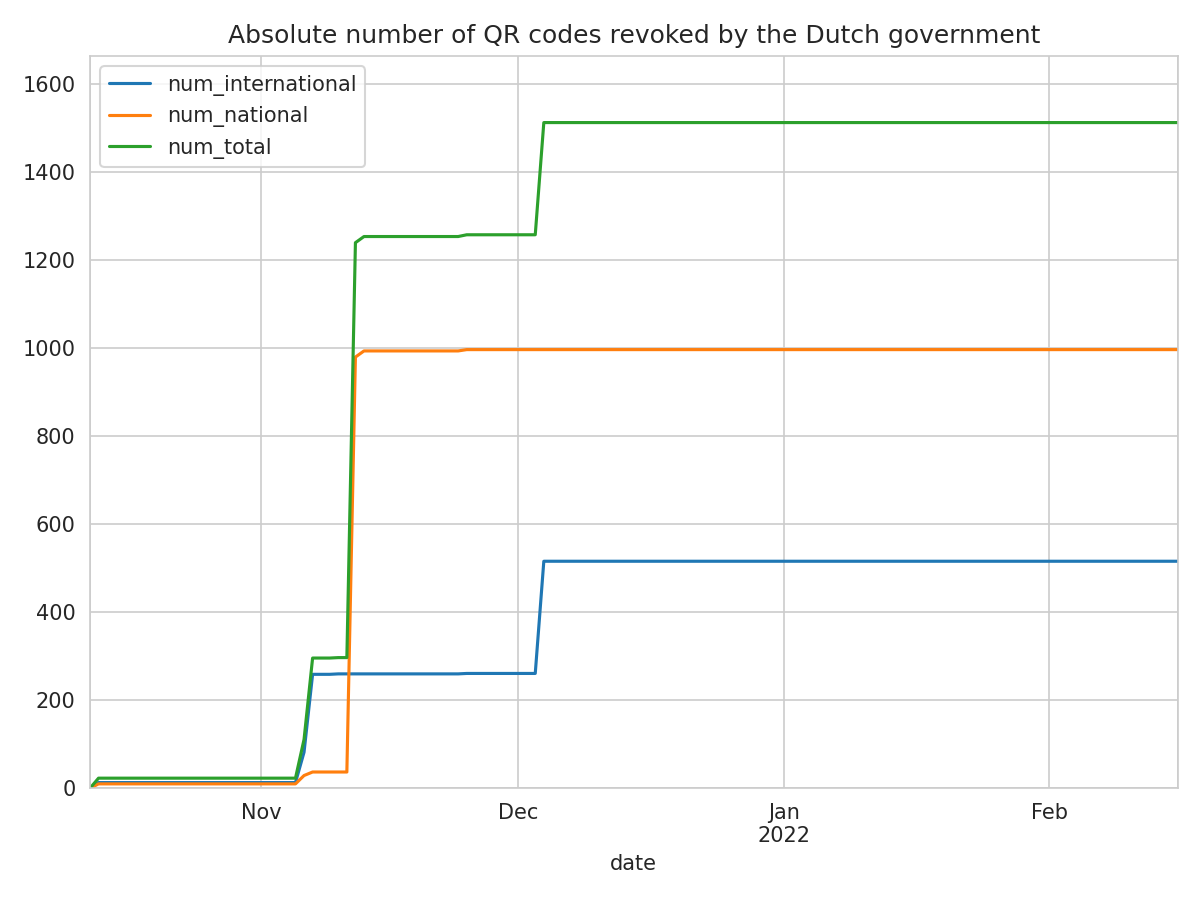 Absolute number of QR codes revoked by the Dutch government
num_international
num_national
num_total
1600
1400
1200
1000
800
600
400
200
0
Nov
Dec
Jan
2022
Feb
date